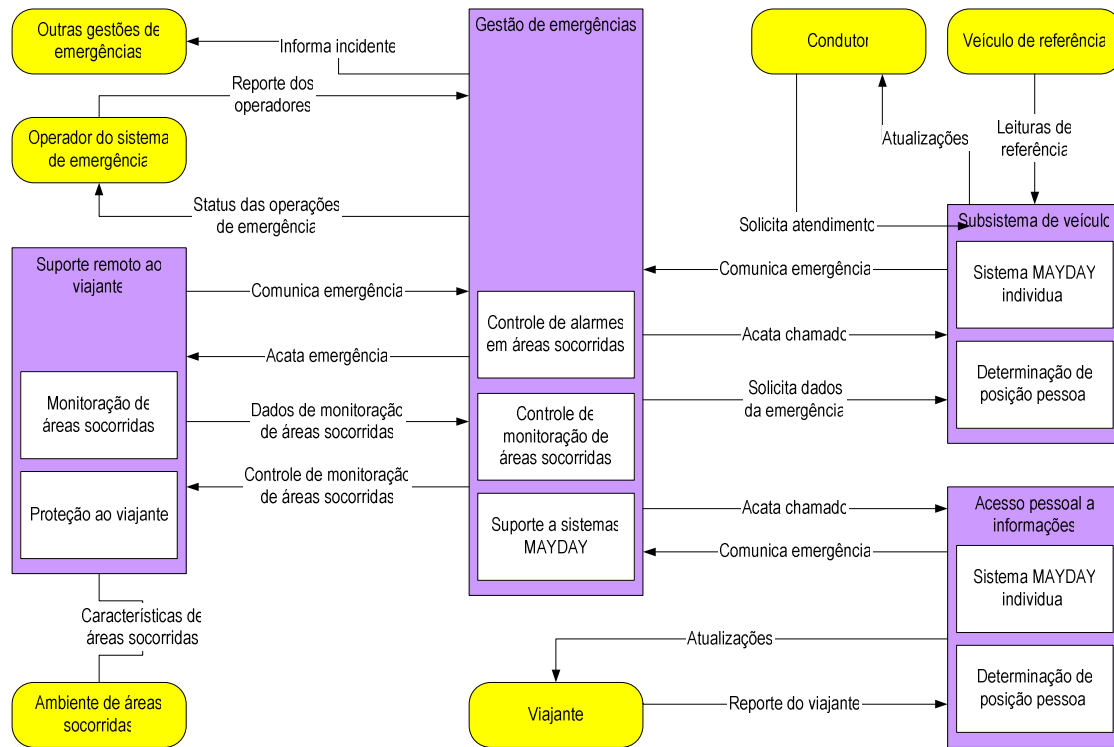 Outras gestões de
emergências
Informa incidente
Gestão de emergências
Condutor
Veículo de referência
Reporte dos
operadores
Operador do sistema
de emergência
Atualizações
Leituras de
referência
Status das operações
de emergência
Solicita atendimento
Subsistema de veículo
Suporte remoto ao
viajante
Comunica emergência
Comunica emergência
Sistema MAYDAY
individua
Controle de alarmes
em áreas socorridas
Acata chamado
Acata emergência
Determinação de
posição pessoa
Monitoração de
áreas socorridas
Dados de monitoração
de áreas socorridas
Controle de
monitoração de
áreas socorridas
Solicita dados
da emergência
Controle de monitoração
de áreas socorridas
Proteção ao viajante
Suporte a sistemas
MAYDAY
Acata chamado
Comunica emergência
Acesso pessoal a
informações
Sistema MAYDAY
individua
Características de
áreas socorridas
Atualizações
Determinação de
posição pessoa
Ambiente de áreas
socorridas
Viajante
Reporte do viajante